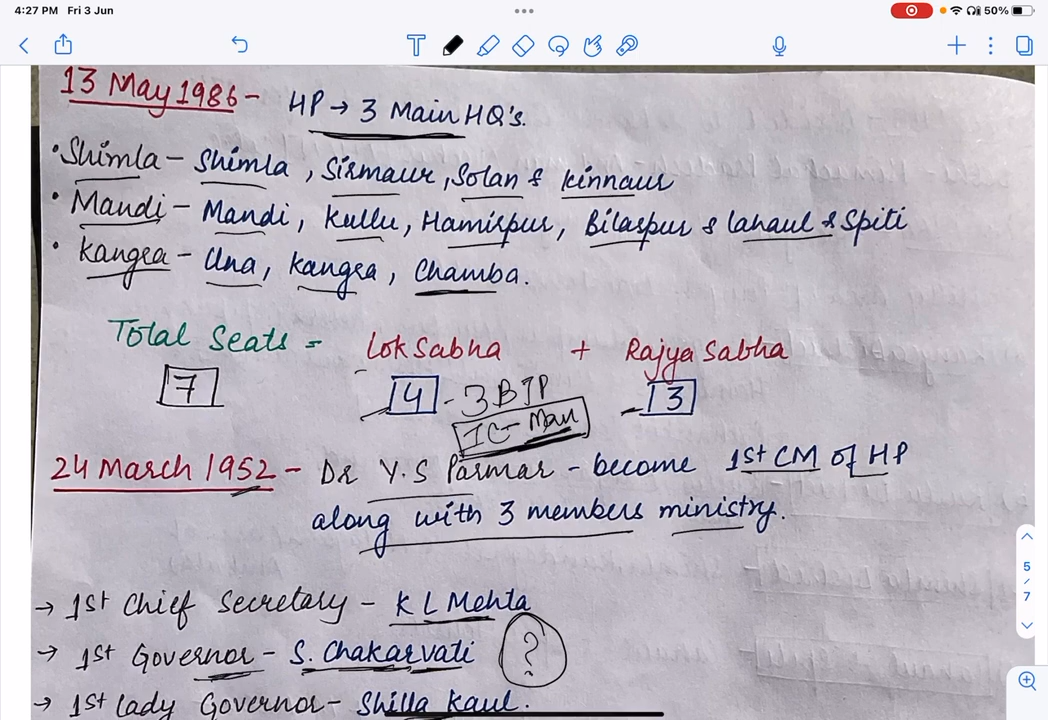 4:27 PM Fri 3 Jun
50%
13 May 1986 - HP → 3 Main HQ's.
• Shimla - Shimla, Sirmaur, Solan & Kinnaur
• Mandi - Mandi, Kullu, Hamirpur, Bilaspur & Lahaul & Spiti
• Kangra - Una, Kangra, Chamba.
Total Seats = Lok Sabha + Rajya Sabha
7 4 - 3 BJP 3
IC - Man
24 March 1952 - Dr Y.S Parmar - become 1st CM of HP
along with 3 members ministry.
→ 1st Chief Secretary - K L Mehta
→ 1st Governor - S. Chakarvati ?
→ 1st Lady Governor - Shilla Kaul.
5
/
7